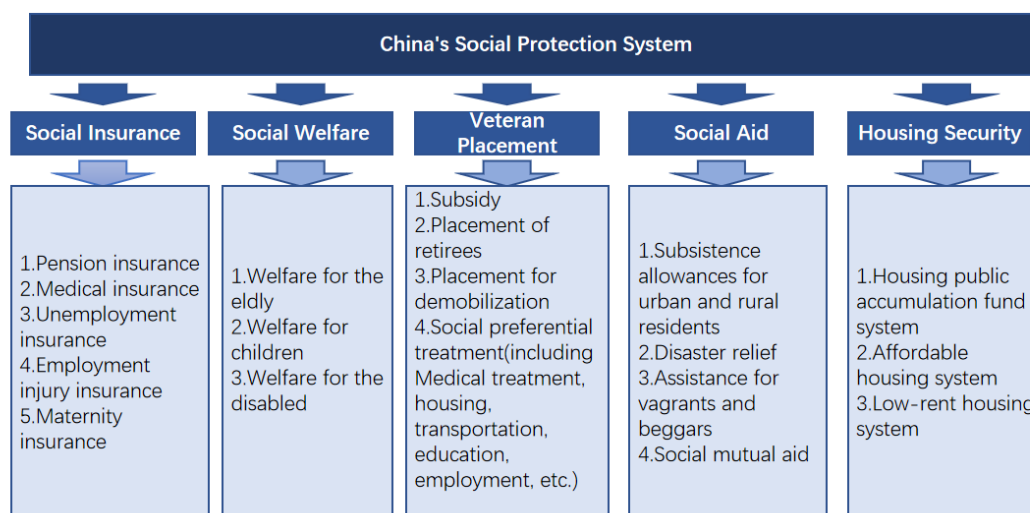 China's Social Protection System
Social Insurance
Social Welfare
Veteran
Placement
Social Aid
Housing Security
1.Pension insurance
2.Medical insurance
3.Unemployment
insurance
4.Employment
injury insurance
5.Maternity
insurance
1.Welfare for the
eldly
2.Welfare for
children
3.Welfare for the
disabled
1.Subsidy
2.Placement of
retirees
3.Placement for
demobilization
4.Social preferential
treatment(including
Medical treatment,
housing,
transportation,
education,
employment, etc.)
1.Subsistence
allowances for
urban and rural
residents
2.Disaster relief
3.Assistance for
vagrants and
beggars
4.Social mutual aid
1.Housing public
accumulation fund
system
2.Affordable
housing system
3.Low-rent housing
system